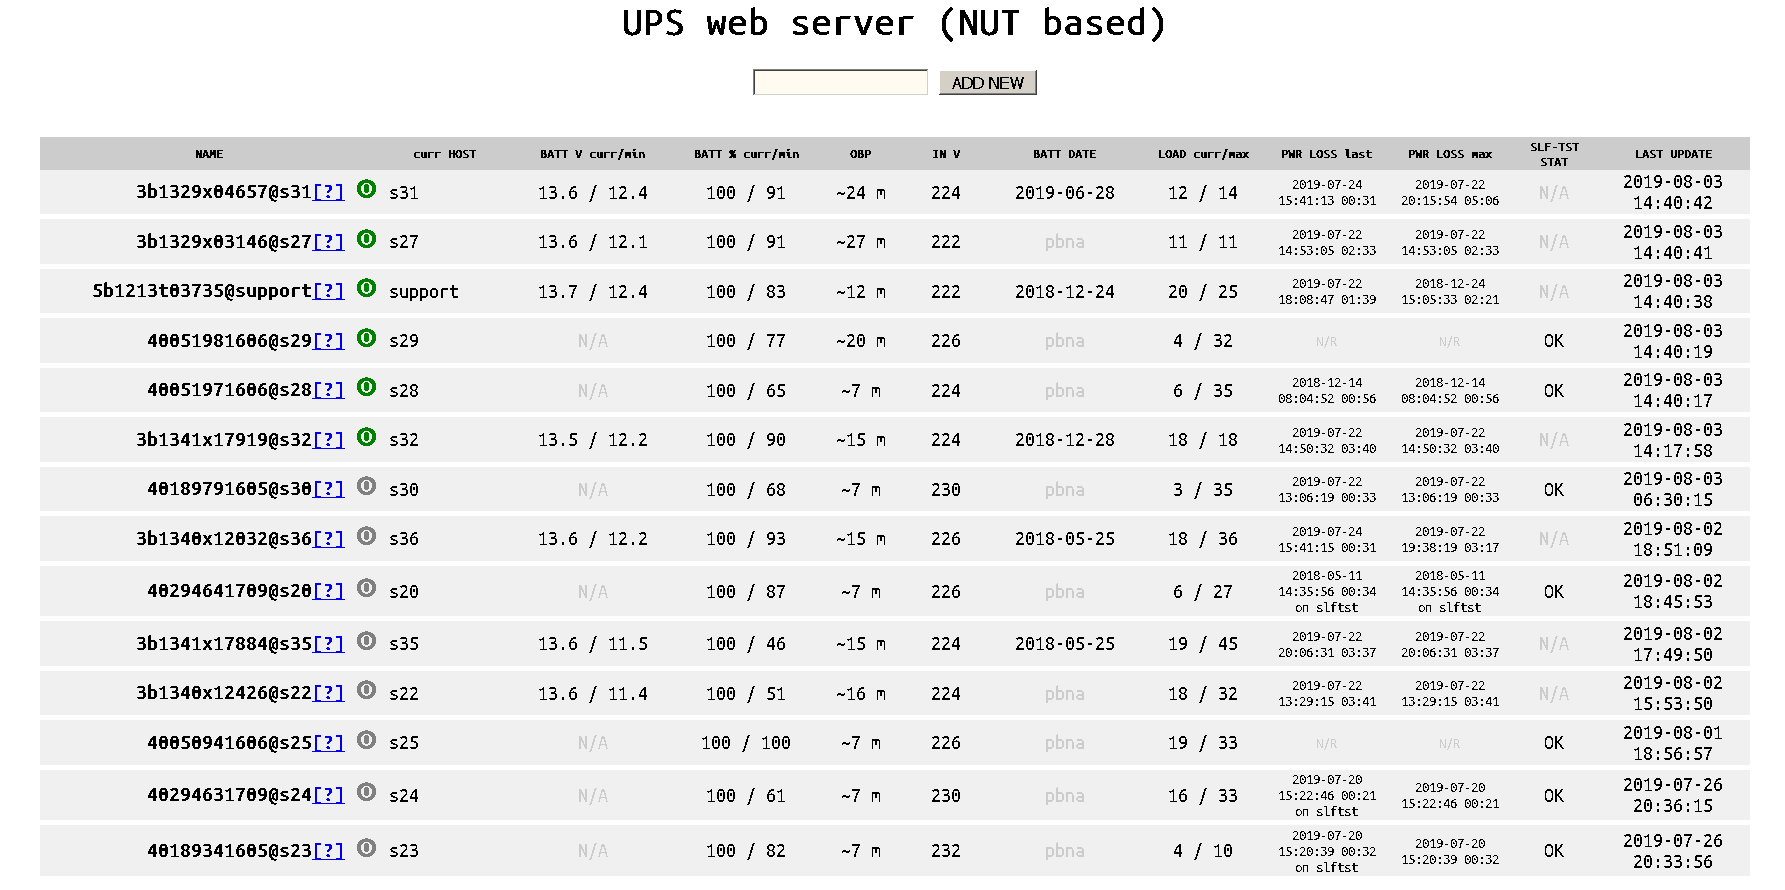 UPS web server (NUT based)
ADD NEW
NAME curr HOST BATT V curr/min BATT % curr/min OBP IN V BATT DATE LOAD curr/max PWR LOSS last PWR LOSS max SLF-TST STAT LAST UPDATE
3b1329x04657@s31[?] s31 13.6 / 12.4 100 / 91 ~24 m 224 2019-06-28 12 / 14 2019-07-24 15:41:13 00:31 2019-07-22 20:15:54 05:06 N/A 2019-08-03 14:40:42
3b1329x03146@s27[?] s27 13.6 / 12.1 100 / 91 ~27 m 222 pbna 11 / 11 2019-07-22 14:53:05 02:33 2019-07-22 14:53:05 02:33 N/A 2019-08-03 14:40:41
5b1213t03735@support[?] support 13.7 / 12.4 100 / 83 ~12 m 222 2018-12-24 20 / 25 2019-07-22 18:08:47 01:39 2018-12-24 15:05:33 02:21 N/A 2019-08-03 14:40:38
40051981606@s29[?] s29 N/A 100 / 77 ~20 m 226 pbna 4 / 32 N/R N/R OK 2019-08-03 14:40:19
40051971606@s28[?] s28 N/A 100 / 65 ~7 m 224 pbna 6 / 35 2018-12-14 08:04:52 00:56 2018-12-14 08:04:52 00:56 OK 2019-08-03 14:40:17
3b1341x17919@s32[?] s32 13.5 / 12.2 100 / 90 ~15 m 224 2018-12-28 18 / 18 2019-07-22 14:50:32 03:40 2019-07-22 14:50:32 03:40 N/A 2019-08-03 14:17:58
40189791605@s30[?] s30 N/A 100 / 68 ~7 m 230 pbna 3 / 35 2019-07-22 13:06:19 00:33 2019-07-22 13:06:19 00:33 OK 2019-08-03 06:30:15
3b1340x12032@s36[?] s36 13.6 / 12.2 100 / 93 ~15 m 226 2018-05-25 18 / 36 2019-07-24 15:41:15 00:31 2019-07-22 19:38:19 03:17 N/A 2019-08-02 18:51:09
40294641709@s20[?] s20 N/A 100 / 87 ~7 m 226 pbna 6 / 27 2018-05-11 14:35:56 00:34 on slftst 2018-05-11 14:35:56 00:34 on slftst OK 2019-08-02 18:45:53
3b1341x17884@s35[?] s35 13.6 / 11.5 100 / 46 ~15 m 224 2018-05-25 19 / 45 2019-07-22 20:06:31 03:37 2019-07-22 20:06:31 03:37 N/A 2019-08-02 17:49:50
3b1340x12426@s22[?] s22 13.6 / 11.4 100 / 51 ~16 m 224 pbna 18 / 32 2019-07-22 13:29:15 03:41 2019-07-22 13:29:15 03:41 N/A 2019-08-02 15:53:50
40050941606@s25[?] s25 N/A 100 / 100 ~7 m 226 pbna 19 / 33 N/R N/R OK 2019-08-01 18:56:57
40294631709@s24[?] s24 N/A 100 / 61 ~7 m 230 pbna 16 / 33 2019-07-20 15:22:46 00:21 on slftst 2019-07-20 15:22:46 00:21 OK 2019-07-26 20:36:15
40189341605@s23[?] s23 N/A 100 / 82 ~7 m 232 pbna 4 / 10 2019-07-20 15:20:39 00:32 on slftst 2019-07-20 15:20:39 00:32 OK 2019-07-26 20:33:56